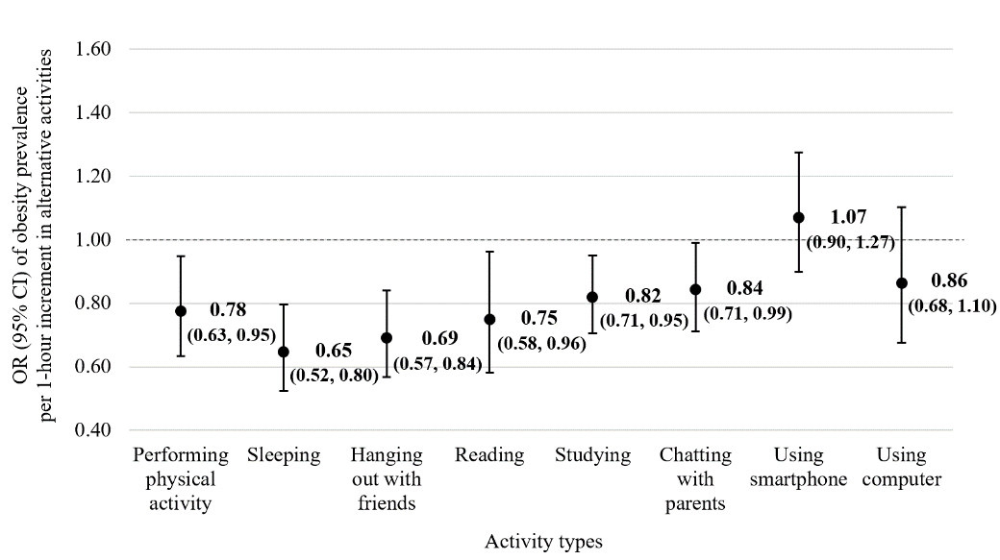 OR (95% CI) of obesity prevalence
per 1-hour increment in alternative activities
1.60
1.40
1.20
1.00
0.80
0.60
0.40
0.78
(0.63, 0.95)
0.65
(0.52, 0.80)
0.69
(0.57, 0.84)
0.75
(0.58, 0.96)
0.82
(0.71, 0.95)
0.84
(0.71, 0.99)
1.07
(0.90, 1.27)
0.86
(0.68, 1.10)
Performing
physical
activity
Sleeping
Hanging
out with
friends
Reading
Studying
Chatting
with
parents
Using
smartphone
Using
computer
Activity types